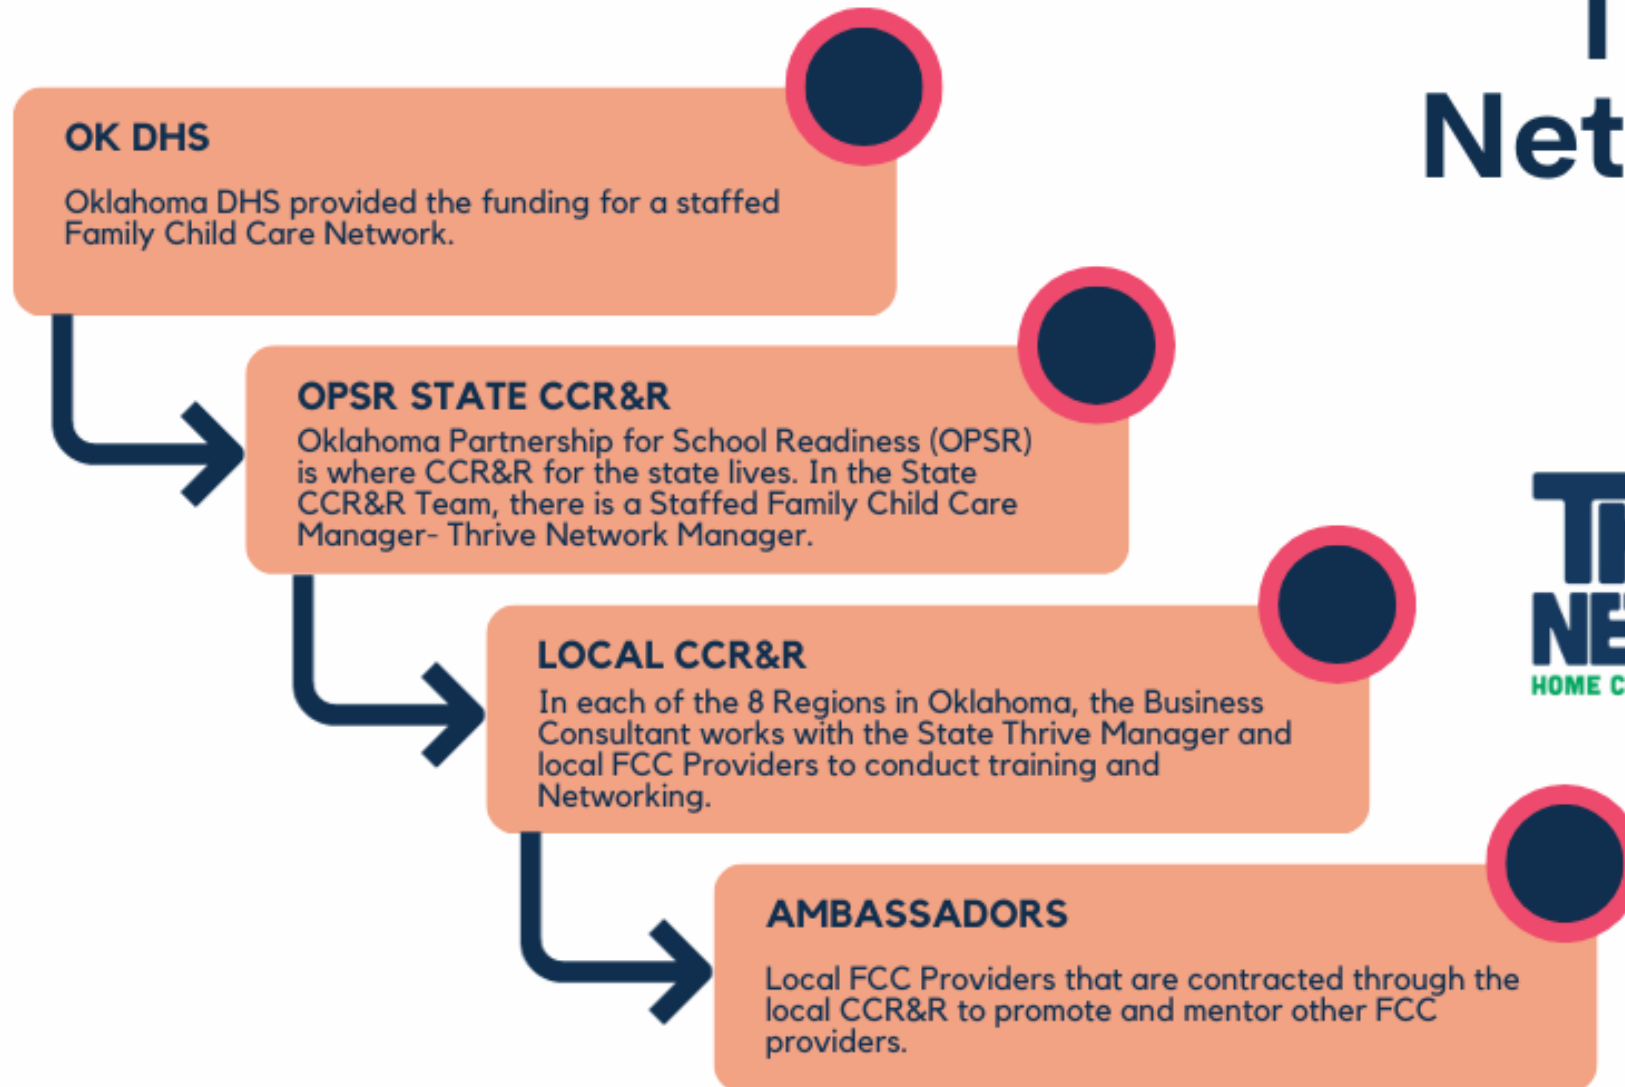 OK DHS
Oklahoma DHS provided the funding for a staffed
Family Child Care Network.
OPSR STATE CCR&R
Oklahoma Partnership for School Readiness (OPSR)
is where CCR&R for the state lives. In the State
CCR&R Team, there is a Staffed Family Child Care
Manager- Thrive Network Manager.
LOCAL CCR&R
In each of the 8 Regions in Oklahoma, the Business
Consultant works with the State Thrive Manager and
local FCC Providers to conduct training and
Networking.
AMBASSADORS
Local FCC Providers that are contracted through the
local CCR&R to promote and mentor other FCC
providers.
Net
HOME